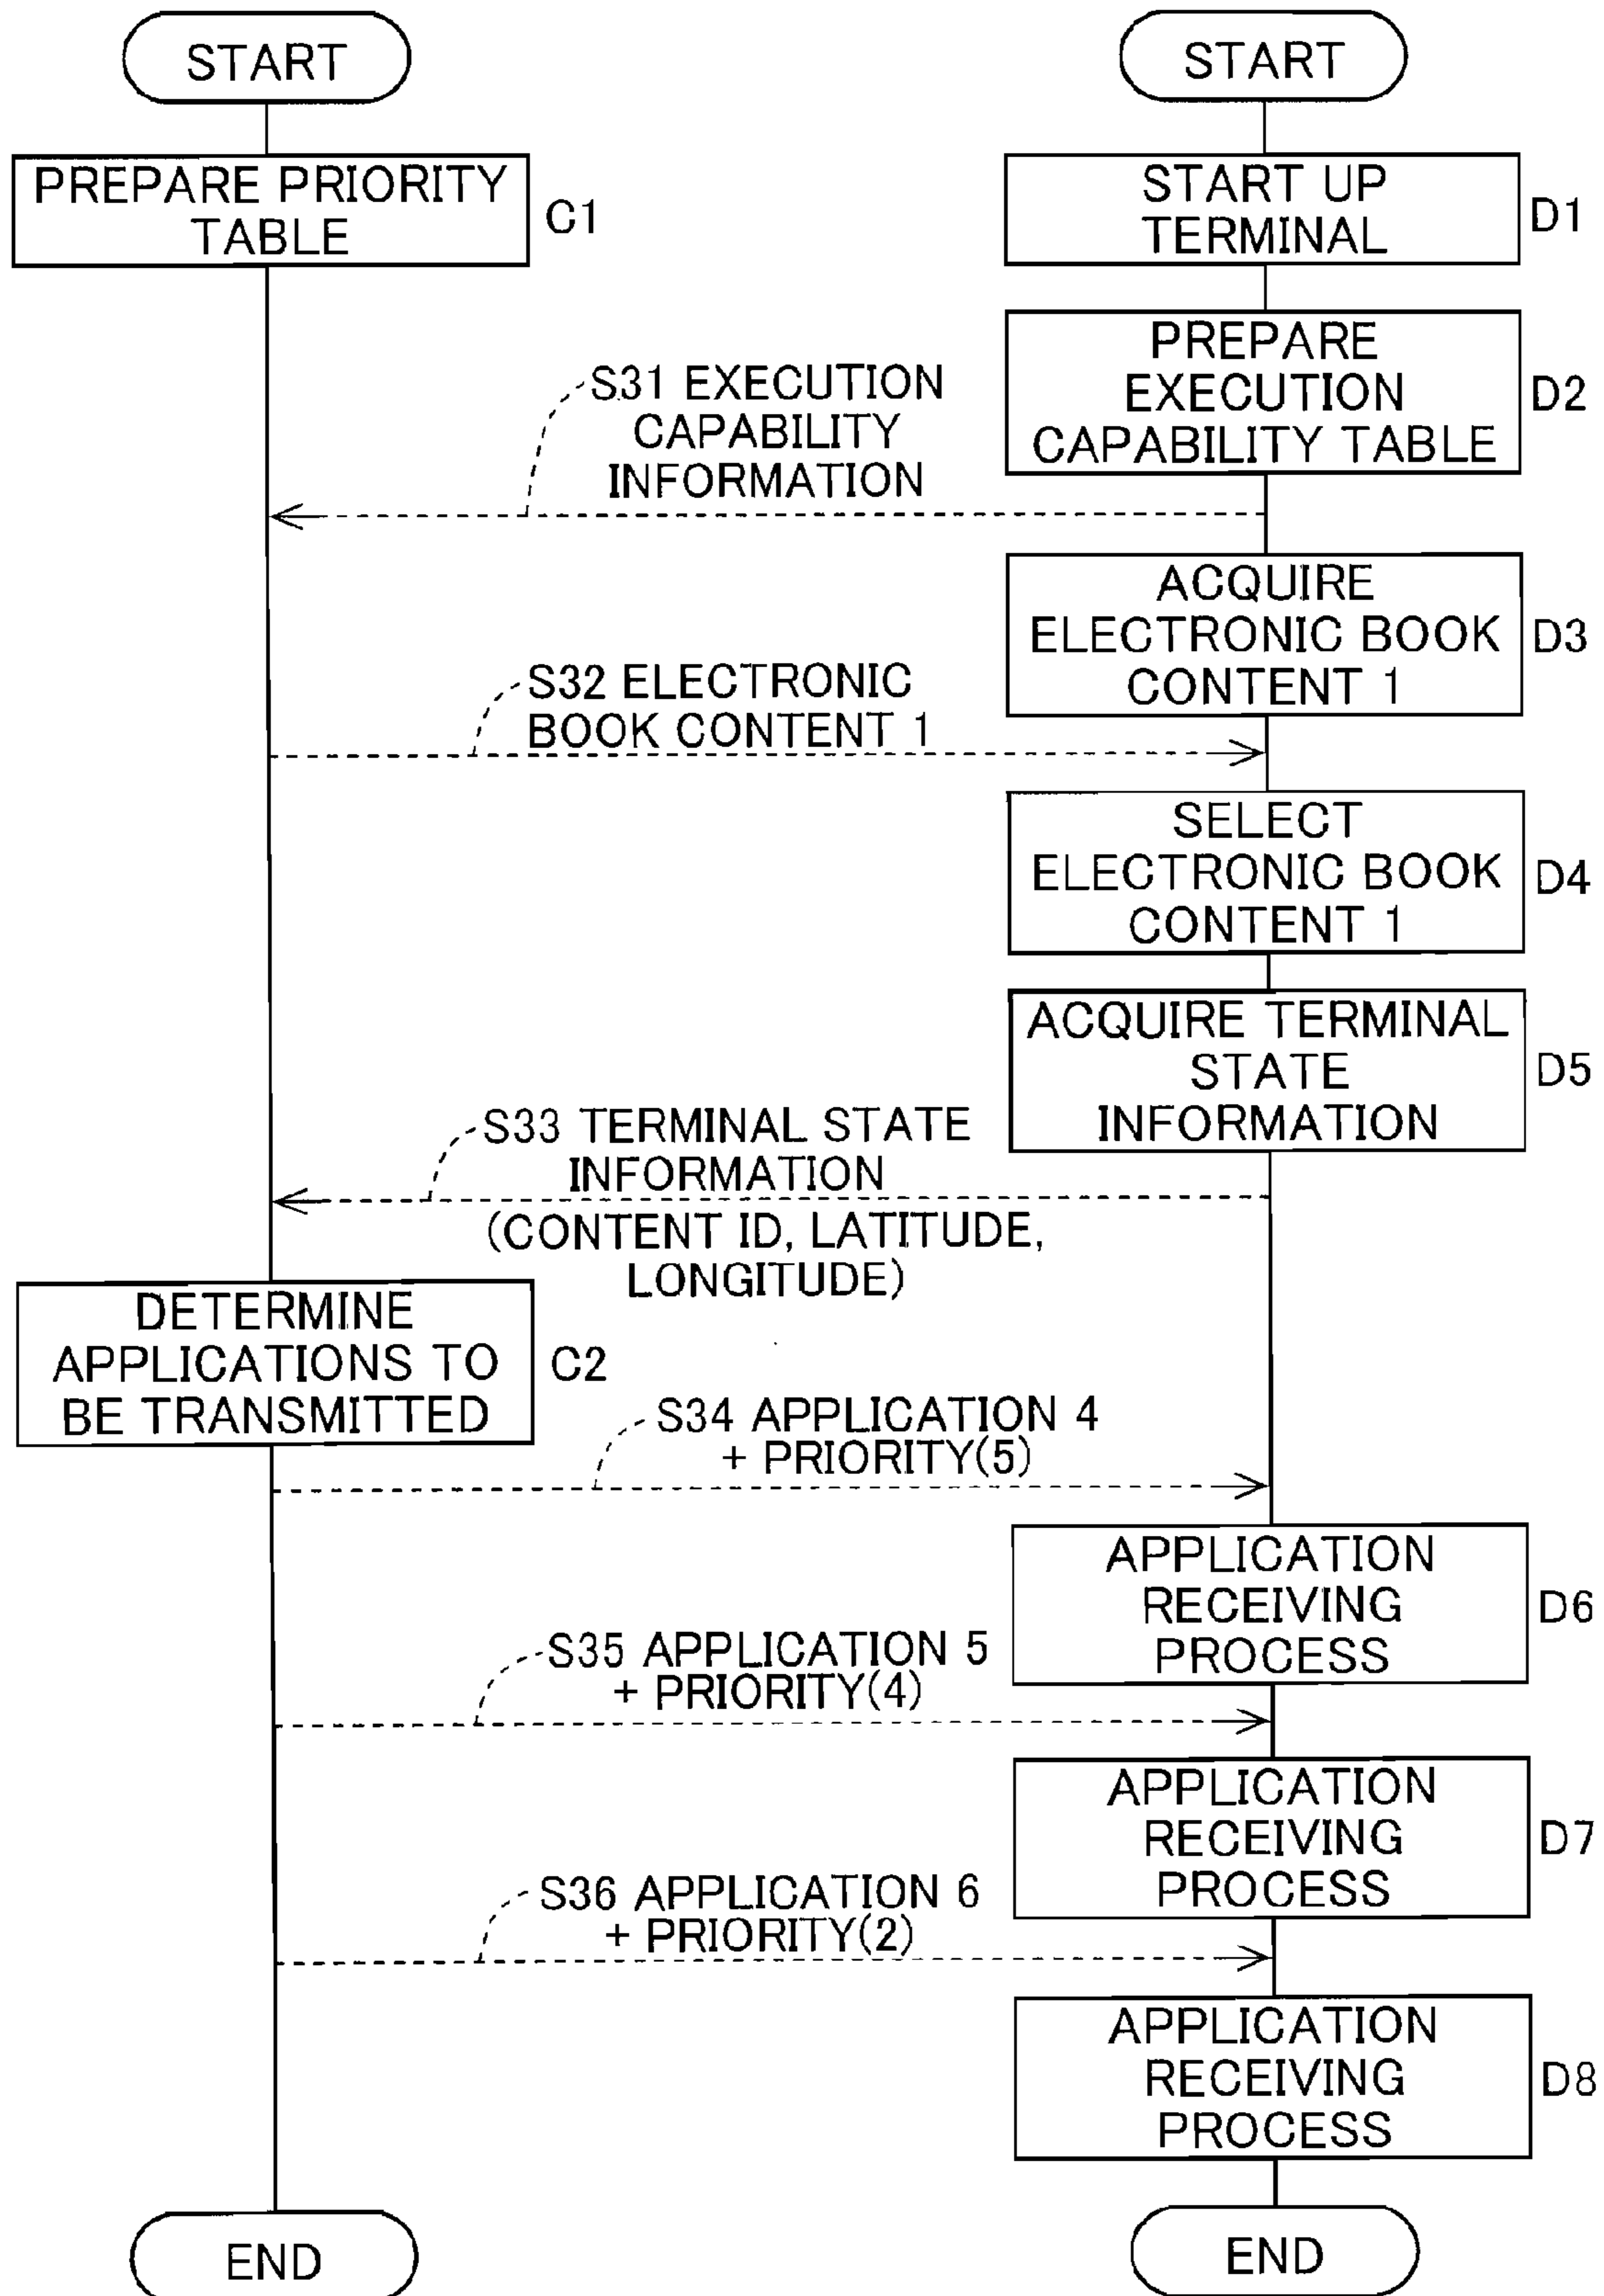 START
START
PREPARE PRIORITY
TABLE
C1
START UP
TERMINAL
D1
PREPARE
EXECUTION
CAPABILITY TABLE
D2
S31 EXECUTION
CAPABILITY
INFORMATION
ACQUIRE
ELECTRONIC BOOK
CONTENT 1
D3
S32 ELECTRONIC
BOOK CONTENT 1
SELECT
ELECTRONIC BOOK
CONTENT 1
D4
ACQUIRE TERMINAL
STATE
INFORMATION
D5
S33 TERMINAL STATE
INFORMATION
(CONTENT ID, LATITUDE,
LONGITUDE)
DETERMINE
APPLICATIONS TO
BE TRANSMITTED
C2
S34 APPLICATION 4
+ PRIORITY(5)
APPLICATION
RECEIVING
PROCESS
D6
S35 APPLICATION 5
+ PRIORITY(4)
APPLICATION
RECEIVING
PROCESS
D7
S36 APPLICATION 6
+ PRIORITY(2)
APPLICATION
RECEIVING
PROCESS
D8
END
END